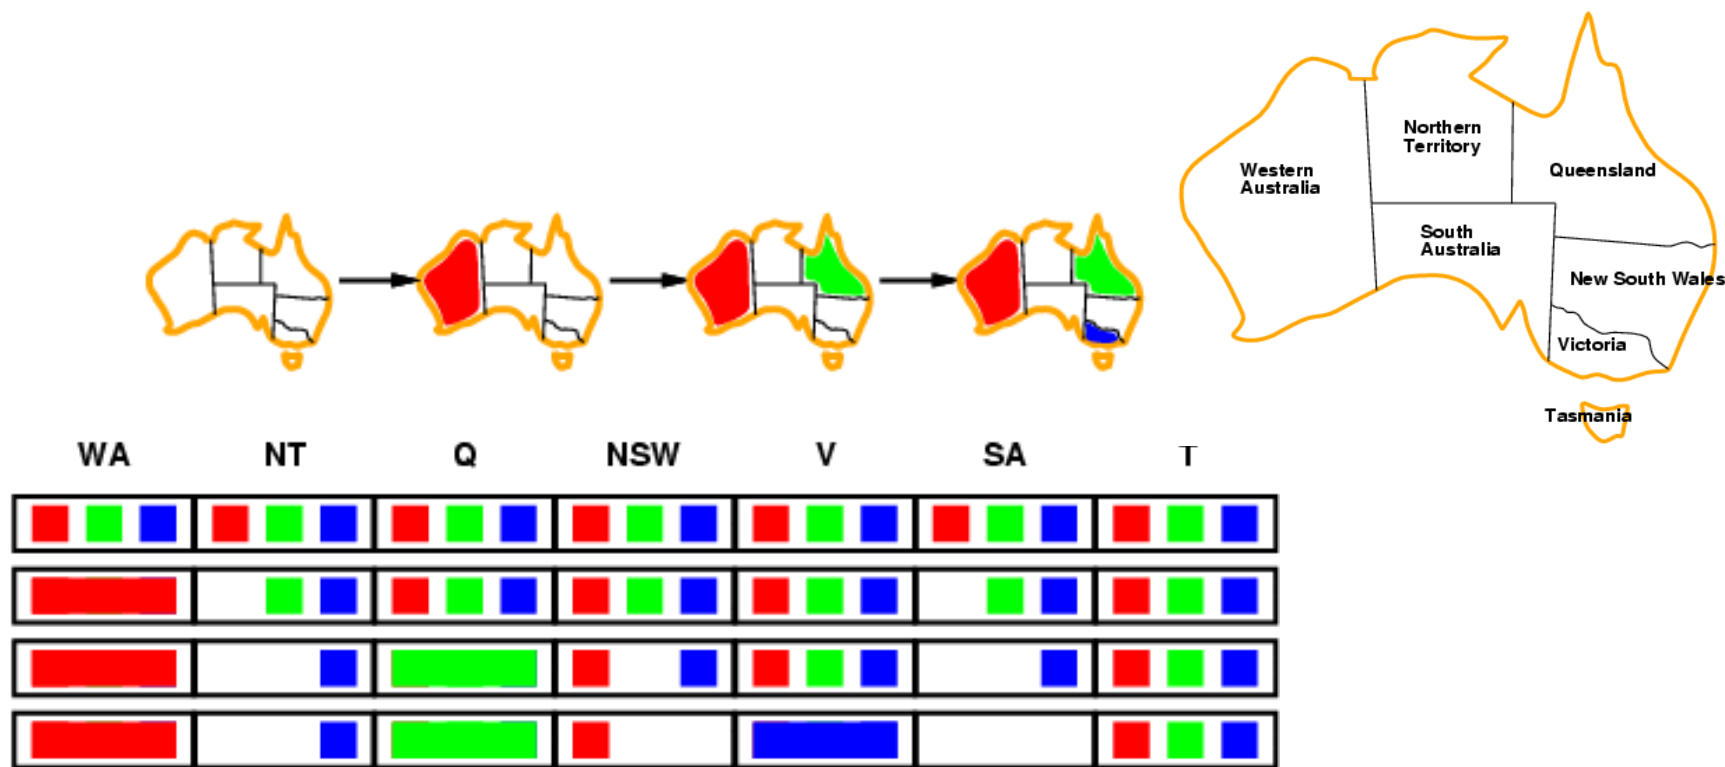 Northern
Territory
Western
Australia
Queensland
South
Australia
New South Wales
Victoria
Tasmania
WA NT Q NSW V SA T